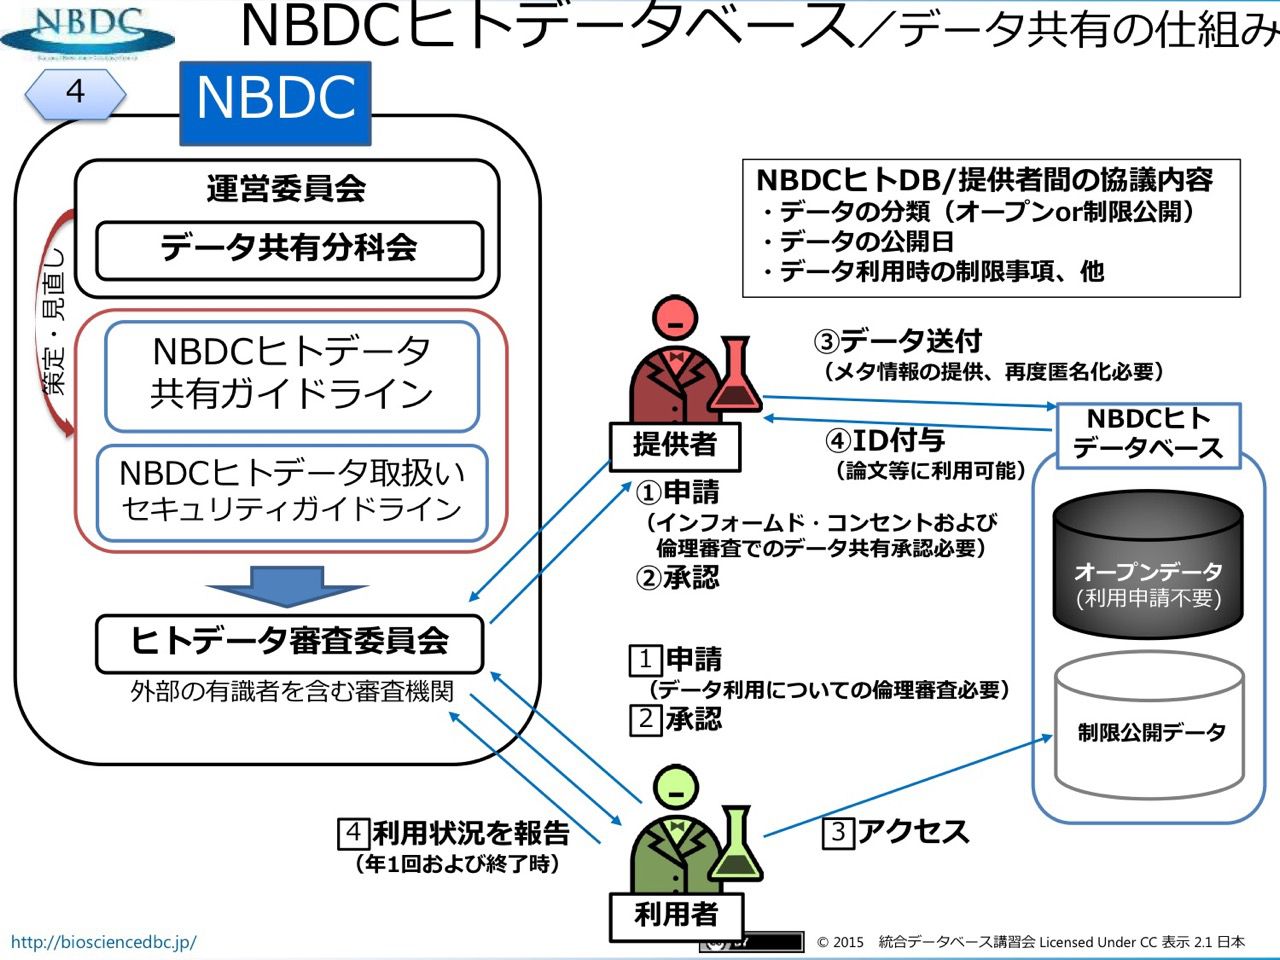 NBDC
NBDCヒトデータベース／データ共有の仕組み
4
NBDC
運営委員会
データ共有分科会
策定・見直し
NBDCヒトデータ
共有ガイドライン
NBDCヒトデータ取扱い
セキュリティガイドライン
ヒトデータ審査委員会
外部の有識者を含む審査機関
NBDCヒトDB/提供者間の協議内容
・データの分類（オープンor制限公開）
・データの公開日
・データ利用時の制限事項、他
③データ送付
（メタ情報の提供、再度匿名化必要）
④ID付与
（論文等に利用可能）
提供者
①申請
（インフォームド・コンセントおよび
倫理審査でのデータ共有承認必要）
②承認
NBDCヒト
データベース
オープンデータ
(利用申請不要)
制限公開データ
1 申請
（データ利用についての倫理審査必要）
2 承認
3 アクセス
4 利用状況を報告
（年1回および終了時）
利用者
http://biosciencedbc.jp/
© 2015　統合データベース講習会 Licensed Under CC 表示 2.1 日本